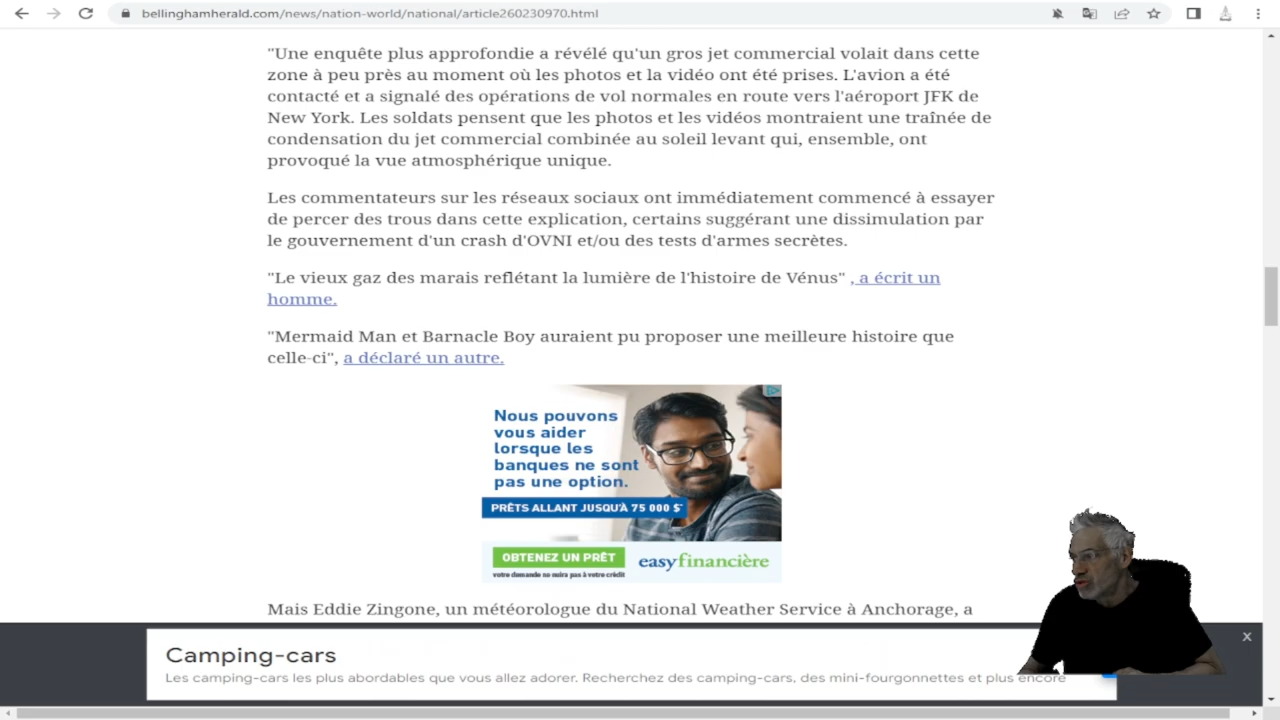 bellinghamherald.com/news/nation-world/national/article260230970.html
"Une enquête plus approfondie a révélé qu'un gros jet commercial volait dans cette
zone à peu près au moment où les photos et la vidéo ont été prises. L'avion a été
contacté et a signalé des opérations de vol normales en route vers l'aéroport JFK de
New York. Les soldats pensent que les photos et les vidéos montraient une traînée de
condensation du jet commercial combinée au soleil levant qui, ensemble, ont
provoqué la vue atmosphérique unique.
Les commentateurs sur les réseaux sociaux ont immédiatement commencé à essayer
de percer des trous dans cette explication, certains suggérant une dissimulation par
le gouvernement d'un crash d'OVNI et/ou des tests d'armes secrètes.
"Le vieux gaz des marais reflétant la lumière de l'histoire de Vénus" , a écrit un
homme.
"Mermaid Man et Barnacle Boy auraient pu proposer une meilleure histoire que
celle-ci", a déclaré un autre.
Nous pouvons
vous aider
lorsque les
banques ne sont
pas une option.
PRÊTS ALLANT JUSQU'À 75 000 $*
OBTENEZ UN PRÊT
easyfinancière
votre demande ne nuira pas à votre crédit
Mais Eddie Zingone, un météorologue du National Weather Service à Anchorage, a
Camping-cars
Les camping-cars les plus abordables que vous allez adorer. Recherchez des camping-cars, des mini-fourgonnettes et plus encore